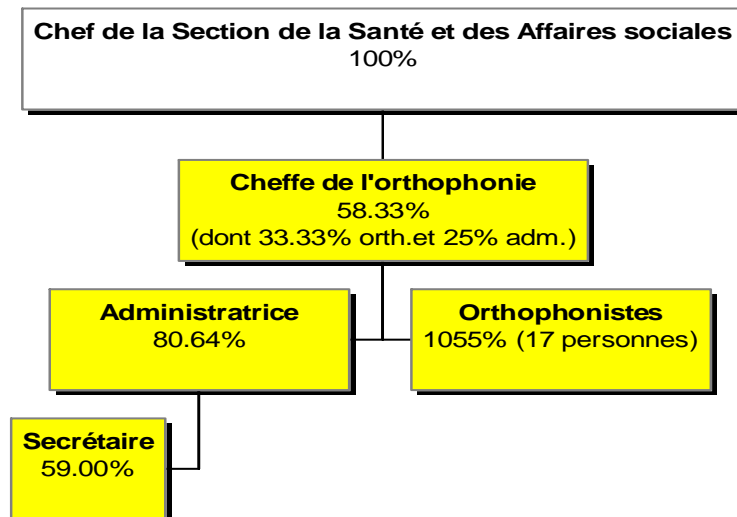 Chef de la Section de la Santé et des Affaires sociales
100%
Cheffe de l'orthophonie
58.33%
(dont 33.33% orth.et 25% adm.)
Administratrice
80.64%
Orthophonistes
1055% (17 personnes)
Secrétaire
59.00%